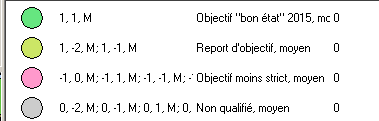 1, 1, M Objectif "bon état" 2015, mo 0
1, -2, M; 1, -1, M Report d'objectif, moyen 0
-1, 0, M; -1, 1, M; -1, -1, M; - Objectif moins strict, moyen 0
0, -2, M; 0, -1, M; 0, 1, M; 0, Non qualifié, moyen 0